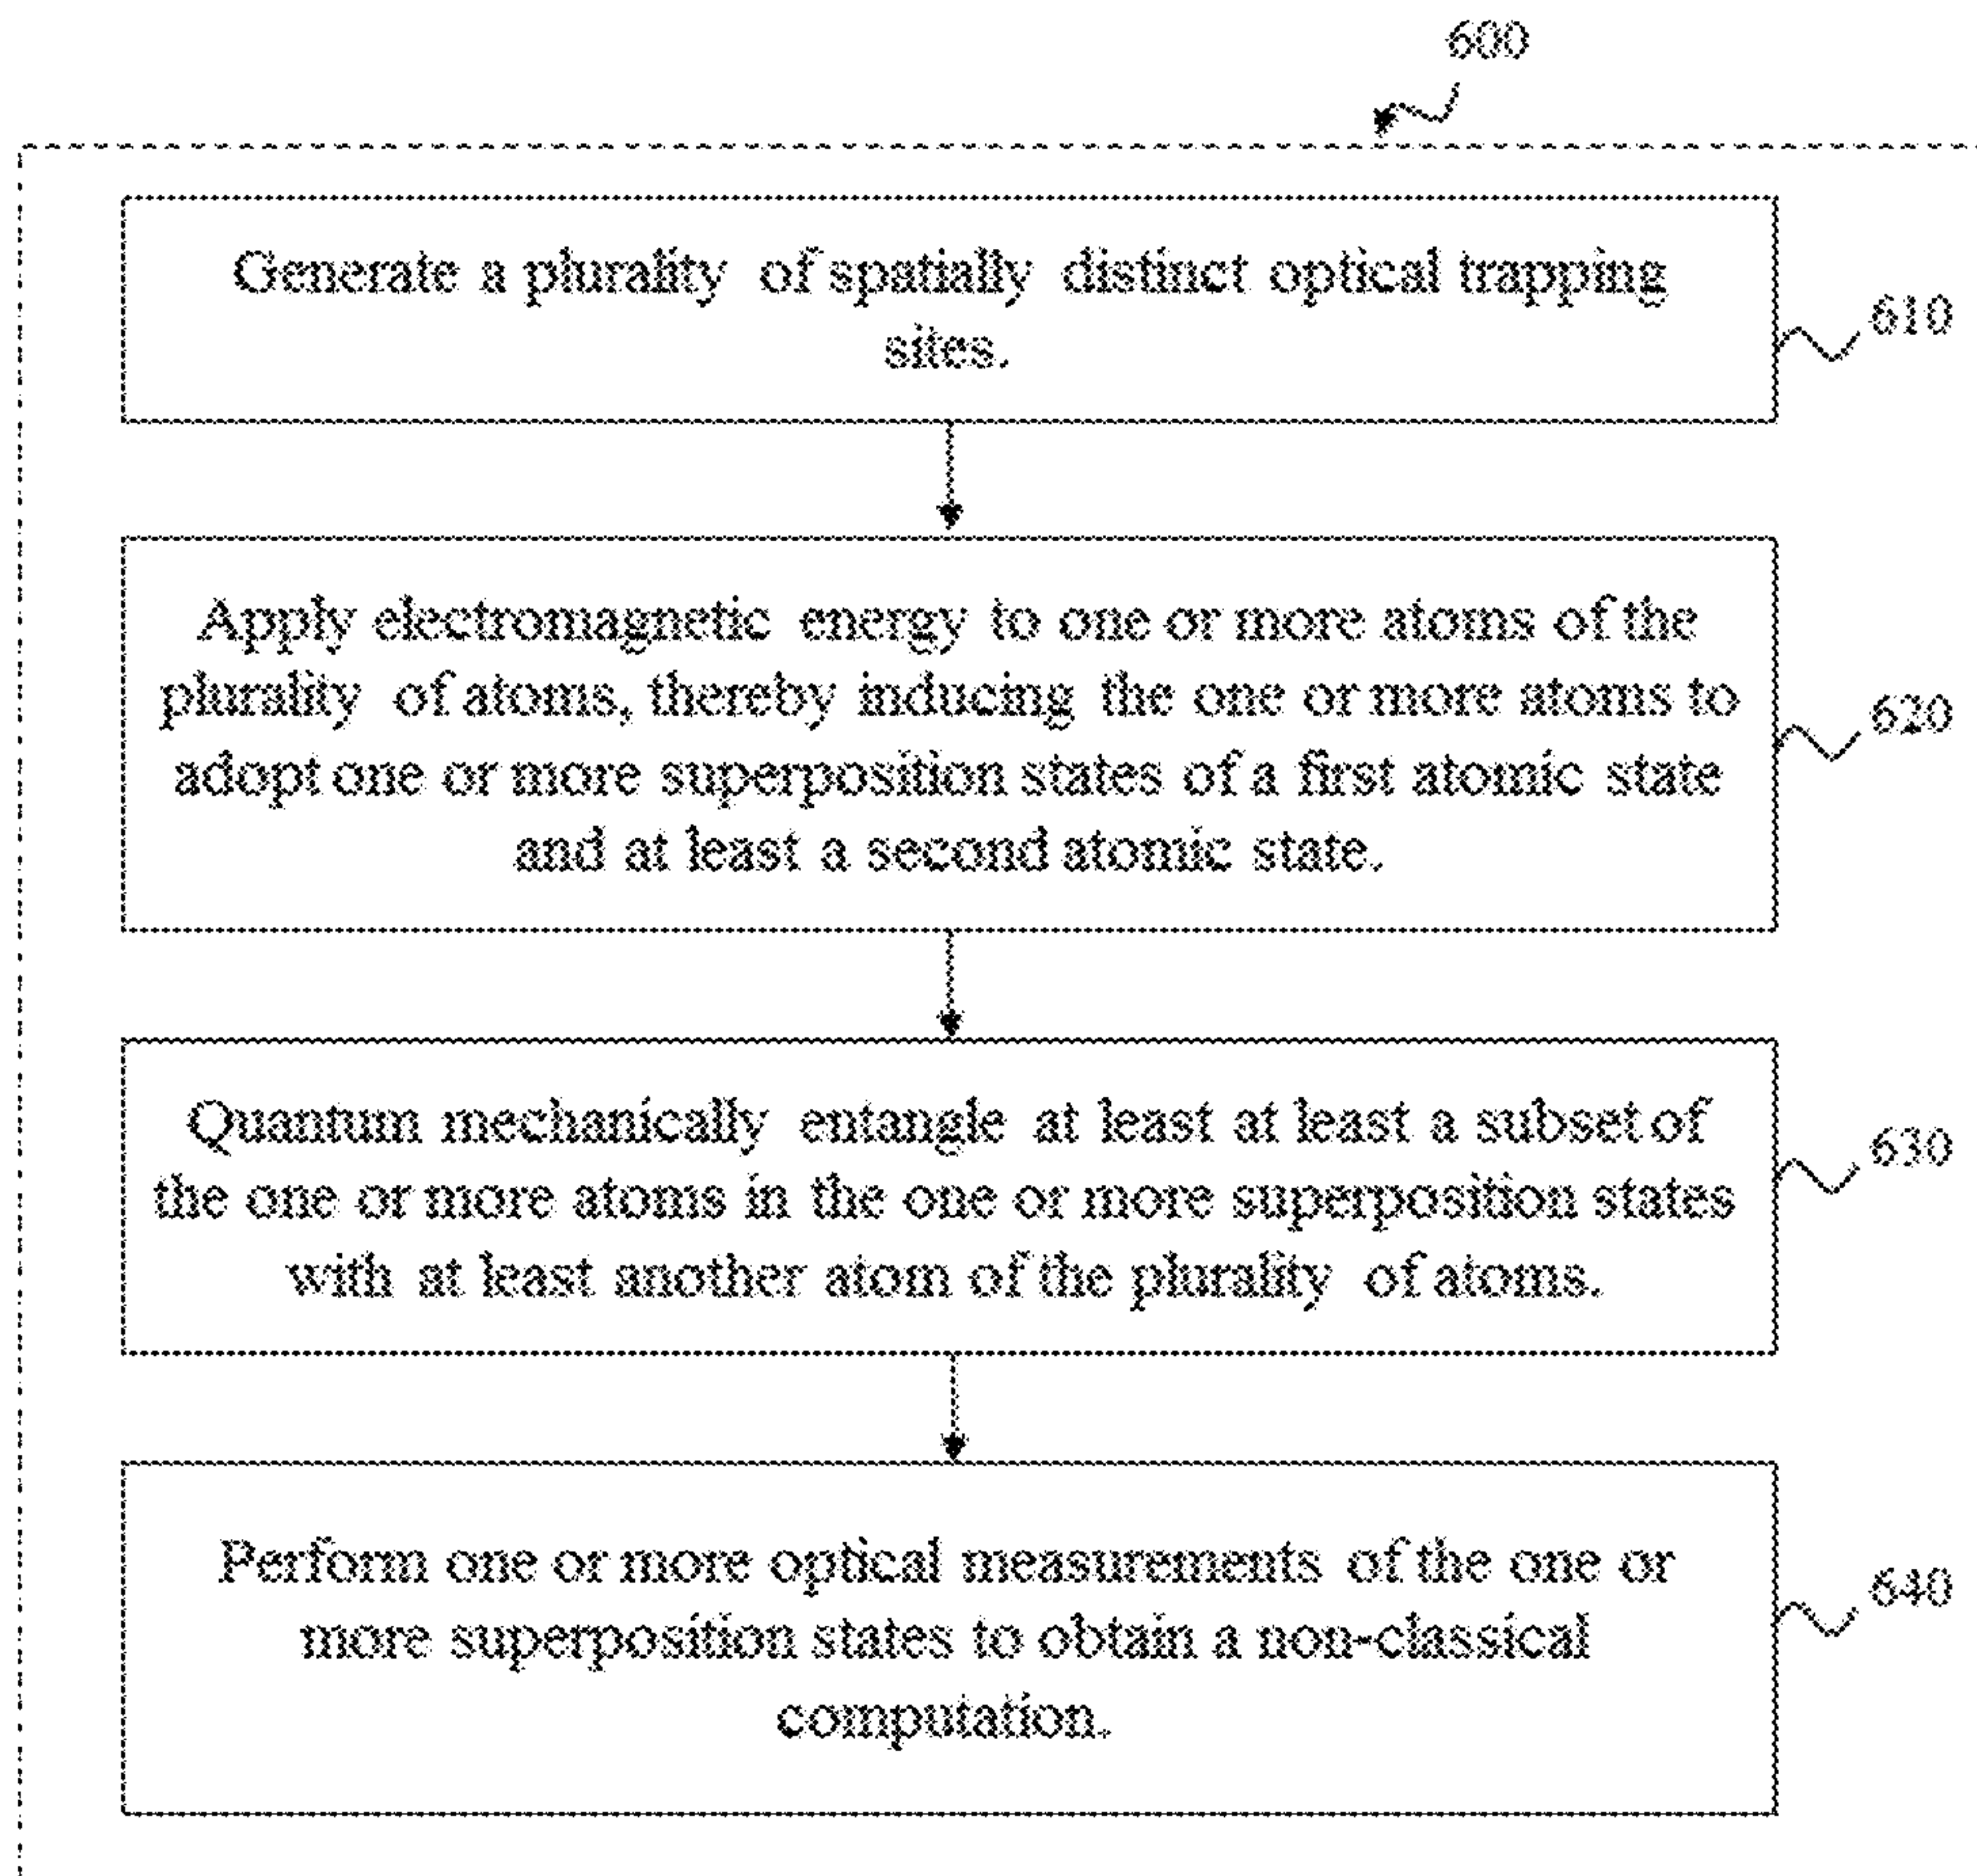 600
Generate a plurality of spatially distinct optical trapping
sites.
610
Apply electromagnetic energy to one or more atoms of the
plurality of atoms, thereby inducing the one or more atoms to
adopt one or more superposition states of a first atomic state
and at least a second atomic state.
620
Quantum mechanically entangle at least at least a subset of
the one or more atoms in the one or more superposition states
with at least another atom of the plurality of atoms.
630
Perform one or more optical measurements of the one or
more superposition states to obtain a non-classical
computation.
640